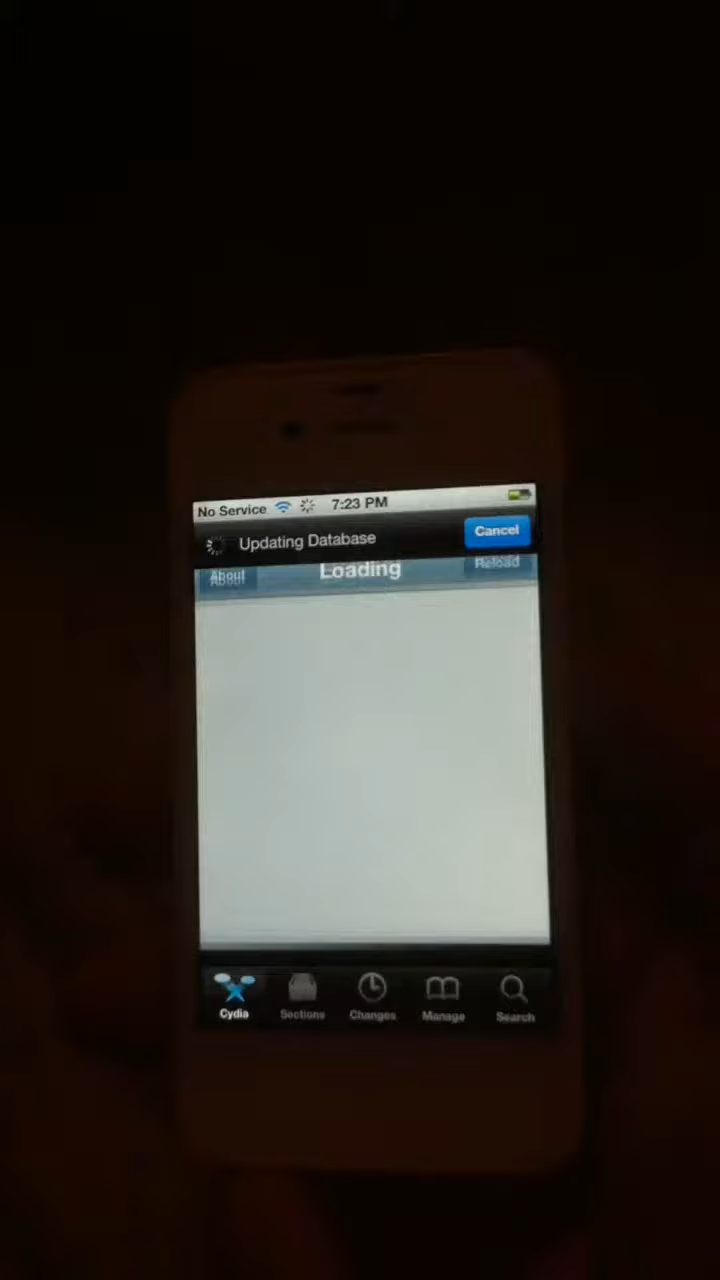 No Service 7:23 PM
Updating Database Cancel
About Loading Reload
Cydia Sections Changes Manage Search